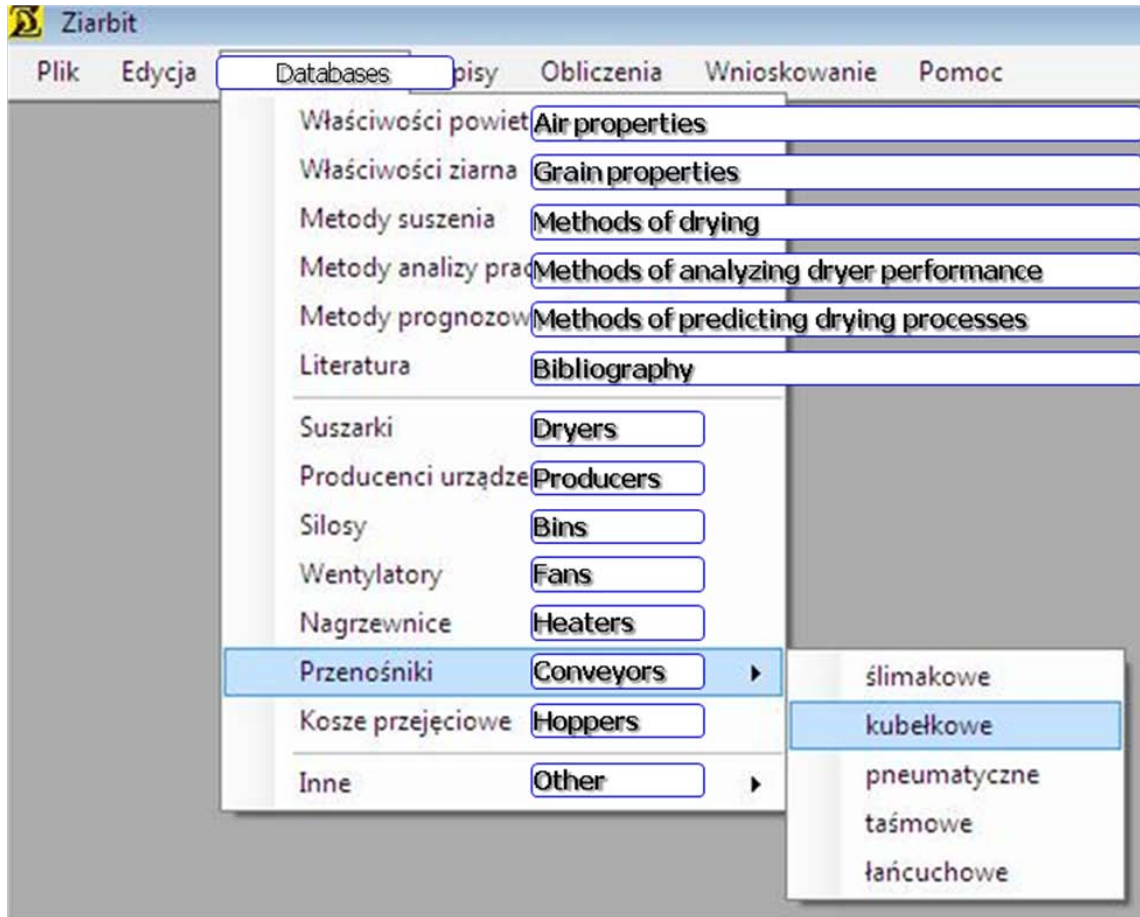 Ziarbit
Plik Edycja Databases pisy Obliczenia Wnioskowanie Pomoc
Właściwości powiet Air properties
Właściwości ziarna Grain properties
Metody suszenia Methods of drying
Metody analizy prac Methods of analyzing dryer performance
Metody prognozow Methods of predicting drying processes
Literatura Bibliography
Suszarki Dryers
Producenci urządze Producers
Silosy Bins
Wentylatory Fans
Nagrzewnice Heaters
Przenośniki Conveyors
ślimakowe
Kosze przejęciowe Hoppers
kubełkowe
Inne Other
pneumatyczne
taśmowe
łańcuchowe